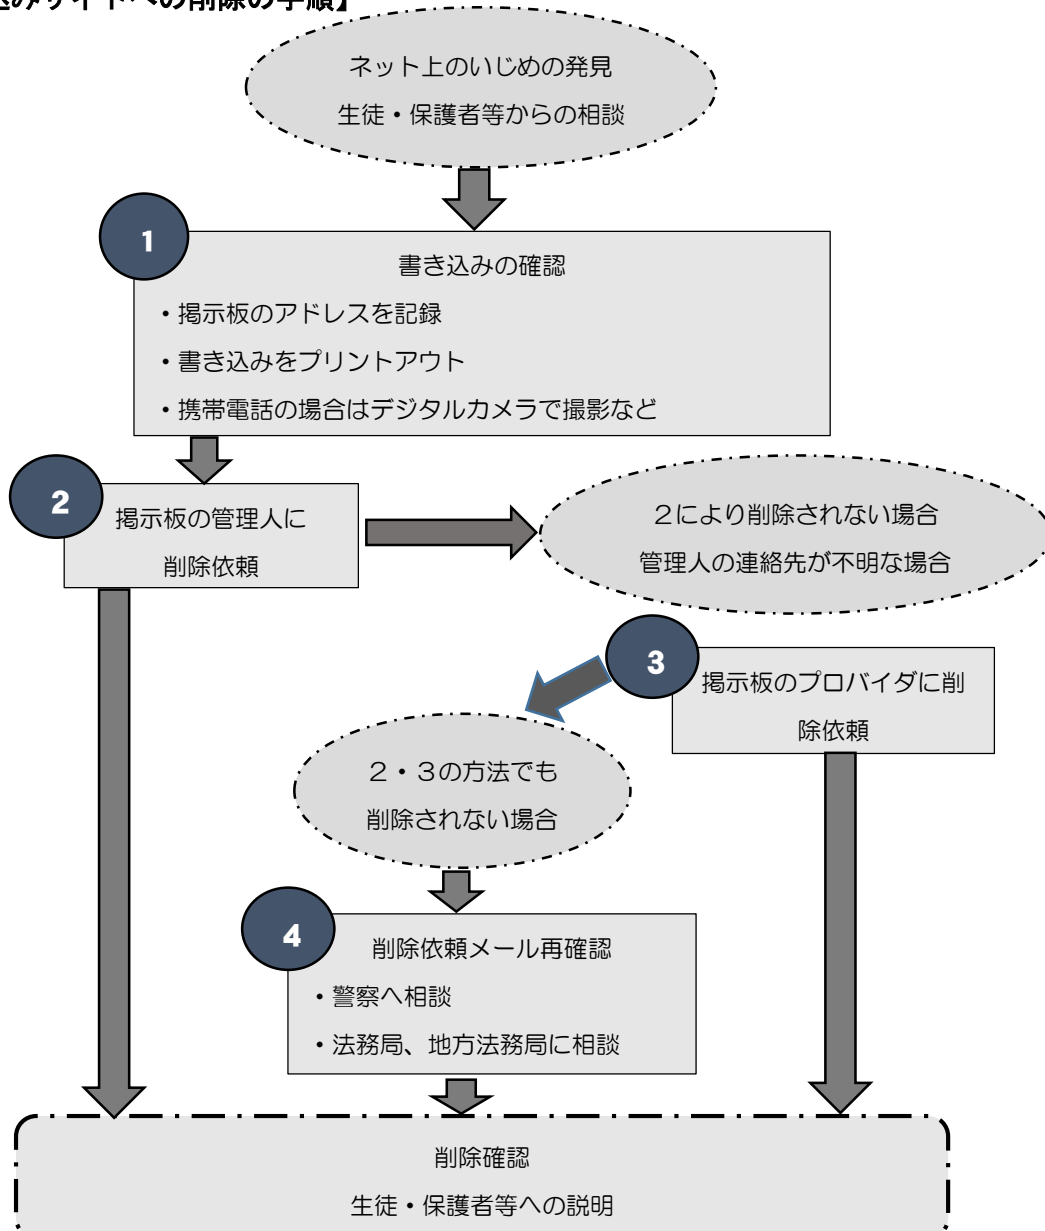 込みサイトへの削除の手順】
ネット上のいじめの発見
生徒・保護者等からの相談
1
書き込みの確認
・掲示板のアドレスを記録
・書き込みをプリントアウト
・携帯電話の場合はデジタルカメラで撮影など
2
掲示板の管理人に
削除依頼
2により削除されない場合
管理人の連絡先が不明な場合
3
掲示板のプロバイダに削
除依頼
2・3の方法でも
削除されない場合
4
削除依頼メール再確認
・警察へ相談
・法務局、地方法務局に相談
削除確認
生徒・保護者等への説明